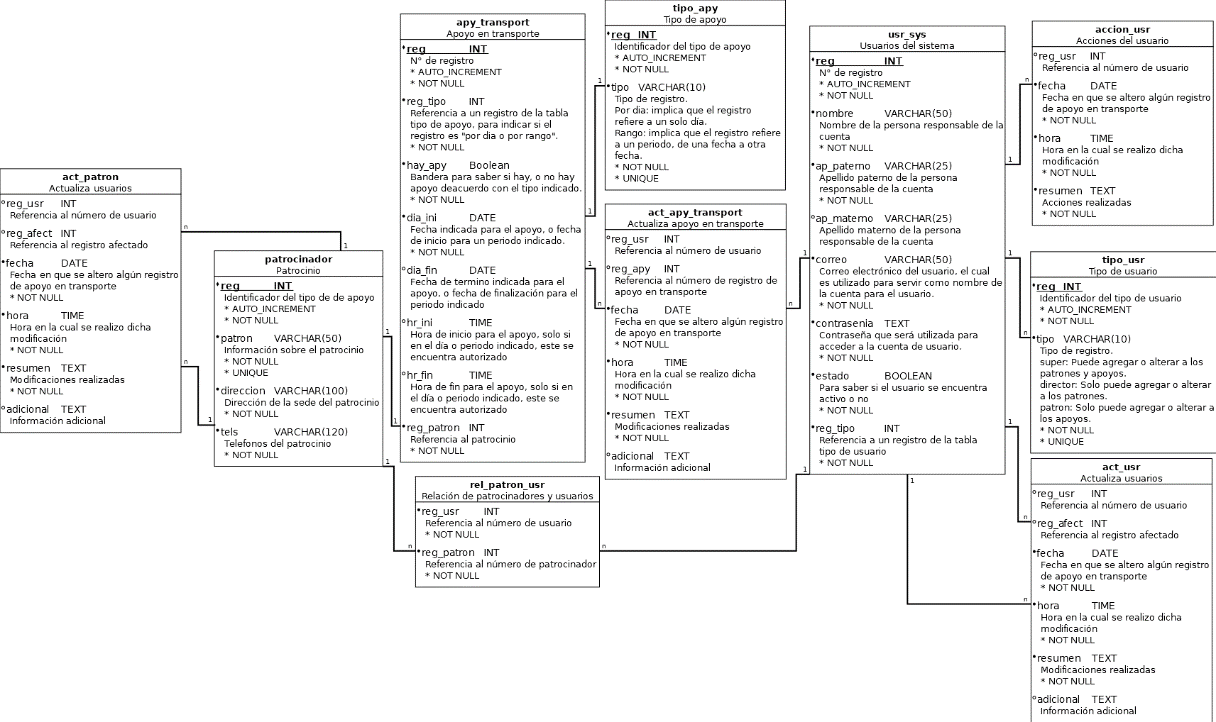 act_patron
Actualiza usuarios
reg_usr INT
Referencia al número de usuario
reg_afect INT
Referencia al registro afectado
fecha DATE
Fecha en que se altero algún registro
de apoyo en transporte
* NOT NULL
hora TIME
Hora en la cual se realizo dicha
modificación
* NOT NULL
resumen TEXT
Modificaciones realizadas
* NOT NULL
adicional TEXT
Información adicional
n
1
n
1
patrocinador
Patrocinio
reg INT
Identificador del tipo de de apoyo
* AUTO_INCREMENT
* NOT NULL
patron VARCHAR(50)
Información sobre el patrocinio
* NOT NULL
* UNIQUE
direccion VARCHAR(100)
Dirección de la sede del patrocinio
* NOT NULL
tels VARCHAR(120)
Telefonos del patrocinio
* NOT NULL
1
1
1
n
apy_transport
Apoyo en transporte
reg INT
N° de registro
* AUTO_INCREMENT
* NOT NULL
reg_tipo INT
Referencia a un registro de la tabla
tipo de apoyo, para indicar si el
registro es "por dia o por rango".
* NOT NULL
hay_apy Boolean
Bandera para saber si hay, o no hay
apoyo deacuerdo con el tipo indicado.
* NOT NULL
dia_ini DATE
Fecha indicada para el apoyo, o fecha
de inicio para un periodo indicado.
* NOT NULL
dia_fin DATE
Fecha de termino indicada para el
apoyo. o fecha de finalización para el
periodo indicado
hr_ini TIME
Hora de inicio para el apoyo, solo si
en el día o periodo indicado, este se
encuentra autorizado
hr_fin TIME
Hora de fin para el apoyo, solo si en
el día o periodo indicado, este se
encuentra autorizado
reg_patron INT
Referencia al patrocinio
* NOT NULL
1
1
1
n
rel_patron_usr
Relación de patrocinadores y usuarios
reg_usr INT
Referencia al número de usuario
* NOT NULL
reg_patron INT
Referencia al número de patrocinador
* NOT NULL
n
1
tipo_apy
Tipo de apoyo
reg INT
Identificador del tipo de apoyo
* AUTO_INCREMENT
* NOT NULL
tipo VARCHAR(10)
Tipo de registro.
Por dia: implica que el registro
refiere a un solo día.
Rango: implica que el registro refiere
a un periodo, de una fecha a otra
fecha.
* NOT NULL
* UNIQUE
act_apy_transport
Actualiza apoyo en transporte
reg_usr INT
Referencia al número de usuario
reg_apy INT
Referencia al número de registro de
apoyo en transporte
fecha DATE
Fecha en que se altero algún registro
de apoyo en transporte
* NOT NULL
hora TIME
Hora en la cual se realizo dicha
modificación
* NOT NULL
resumen TEXT
Modificaciones realizadas
* NOT NULL
adicional TEXT
Información adicional
n
1
usr_sys
Usuarios del sistema
reg INT
N° de registro
* AUTO_INCREMENT
* NOT NULL
nombre VARCHAR(50)
Nombre de la persona responsable de la
cuenta
* NOT NULL
ap_paterno VARCHAR(25)
Apellido paterno de la persona
responsable de la cuenta
* NOT NULL
ap_materno VARCHAR(25)
Apellido materno de la persona
responsable de la cuenta
correo VARCHAR(50)
Correo electrónico del usuario, el cual
es utilizado para servir como nombre de
la cuenta para el usuario.
* NOT NULL
contrasenia TEXT
Contraseña que será utilizada para
acceder a la cuenta de usuario.
* NOT NULL
estado BOOLEAN
Para saber si el usuario se encuentra
activo o no
* NOT NULL
reg_tipo INT
Referencia a un registro de la tabla
tipo de usuario
* NOT NULL
1
n
1
n
1
n
1
n
accion_usr
Acciones del usuario
reg_usr INT
Referencia al número de usuario
fecha DATE
Fecha en que se altero algún registro
de apoyo en transporte
* NOT NULL
hora TIME
Hora en la cual se realizo dicha
modificación
* NOT NULL
resumen TEXT
Acciones realizadas
* NOT NULL
tipo_usr
Tipo de usuario
reg INT
Identificador del tipo de usuario
* AUTO_INCREMENT
* NOT NULL
tipo VARCHAR(10)
Tipo de registro.
super: Puede agregar o alterar a los
patrones y apoyos.
director: Solo puede agregar o alterar
a los patrones.
patron: Solo puede agregar o alterar a
los apoyos.
* NOT NULL
* UNIQUE
act_usr
Actualiza usuarios
reg_usr INT
Referencia al número de usuario
reg_afect INT
Referencia al registro afectado
fecha DATE
Fecha en que se altero algún registro
de apoyo en transporte
* NOT NULL
hora TIME
Hora en la cual se realizo dicha
modificación
* NOT NULL
resumen TEXT
Modificaciones realizadas
* NOT NULL
adicional TEXT
Información adicional